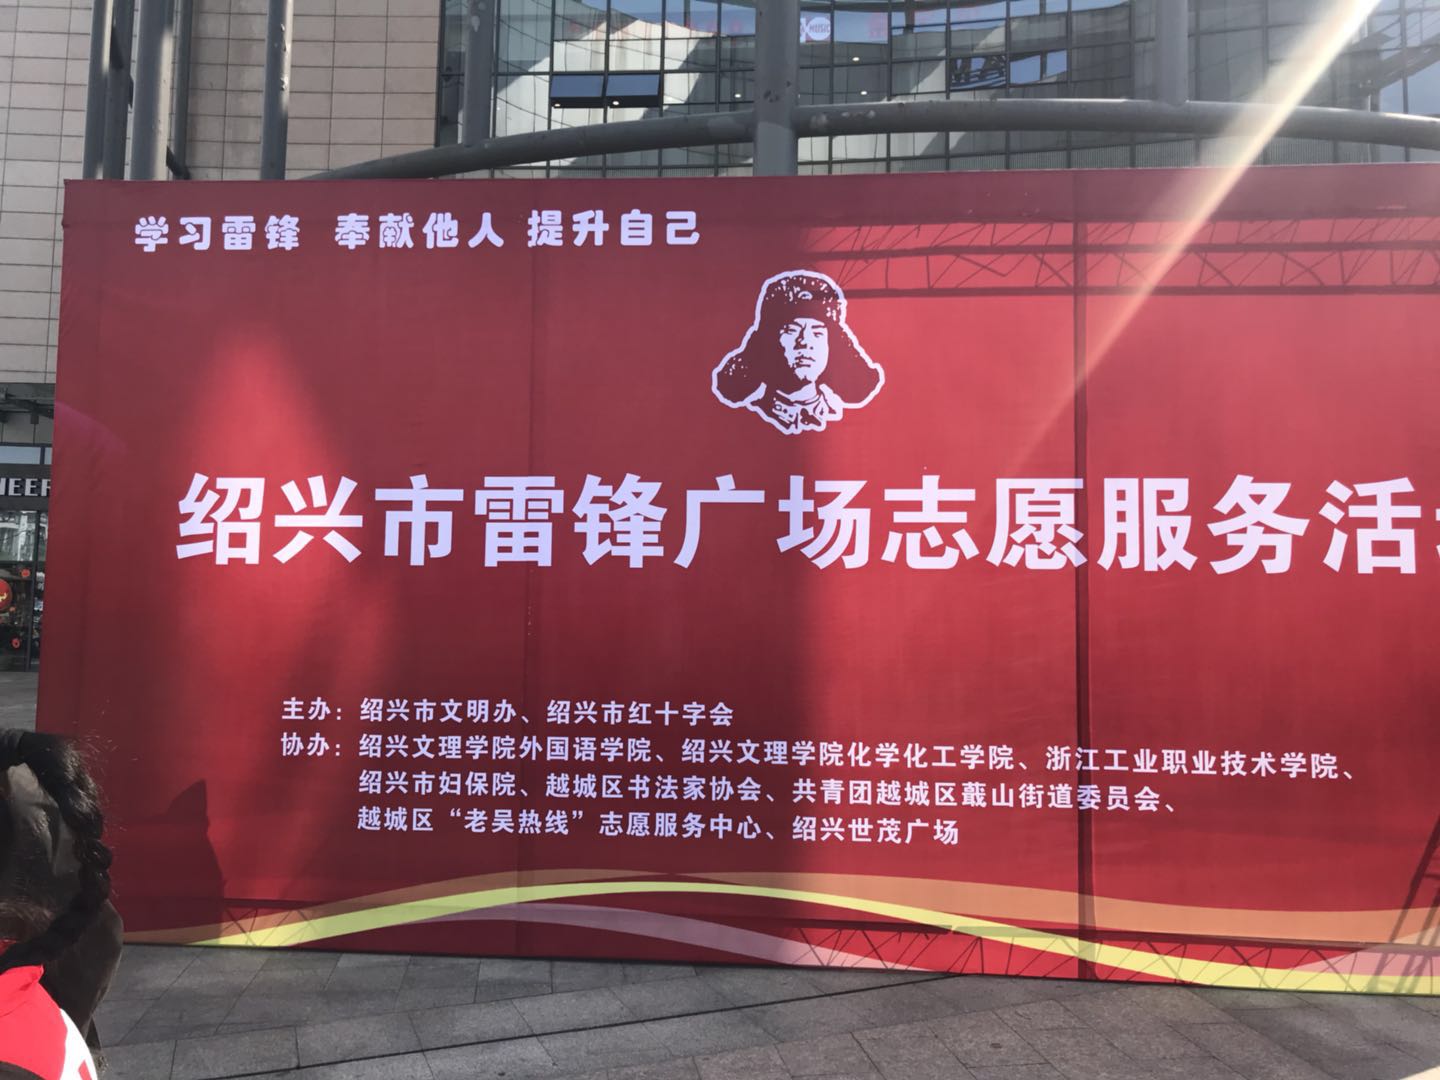 学习雷锋 奉献他人 提升自己
绍兴市雷锋广场志愿服务活
主办：绍兴市文明办、绍兴市红十字会
协办：绍兴文理学院外国语学院、绍兴文理学院化学化工学院、浙江工业职业技术学院、
绍兴市妇保院、越城区书法家协会、共青团越城区蕺山街道委员会、
越城区“老吴热线”志愿服务中心、绍兴世茂广场